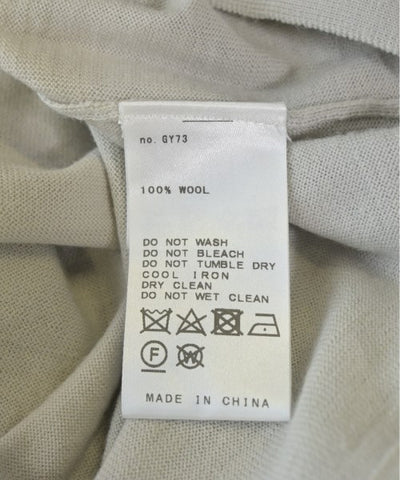 no. GY73
100% WOOL
DO NOT WASH
DO NOT BLEACH
DO NOT TUMBLE DRY
COOL IRON
DRY CLEAN
DO NOT WET CLEAN
F W
MADE IN CHINA